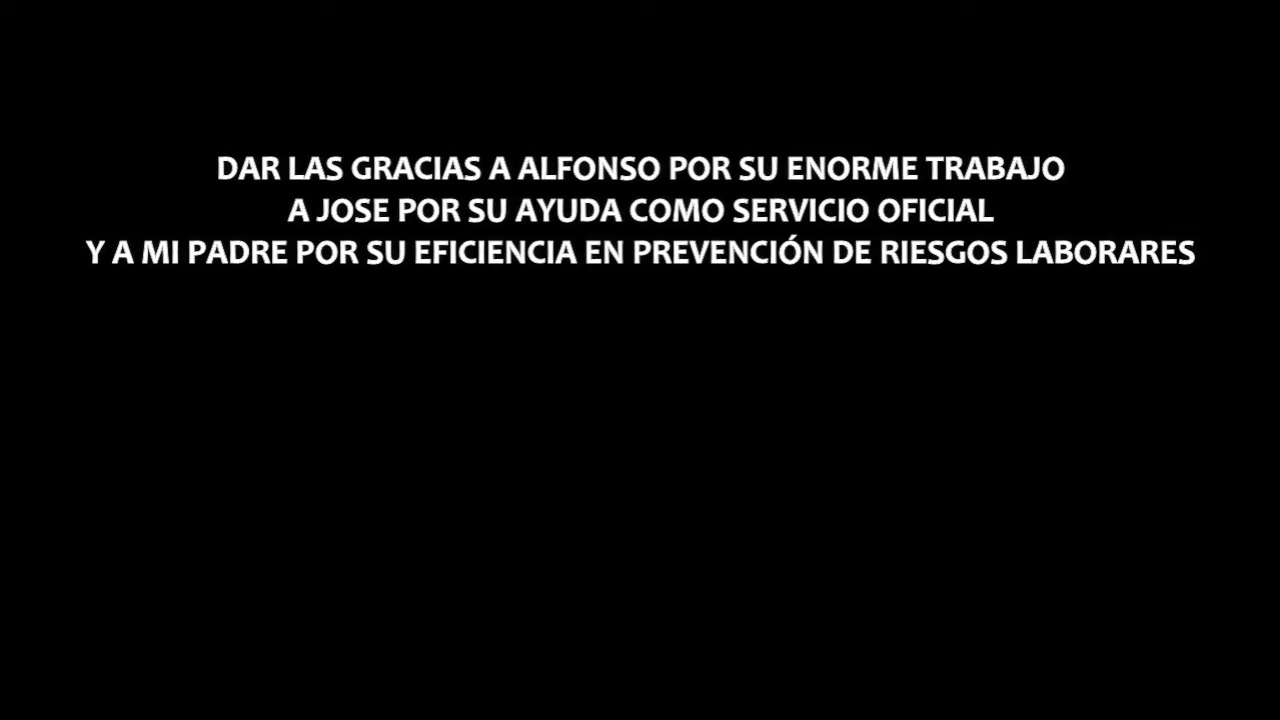 DAR LAS GRACIAS A ALFONSO POR SU ENORME TRABAJO
A JOSE POR SU AYUDA COMO SERVICIO OFICIAL
Y A MI PADRE POR SU EFICIENCIA EN PREVENCIÓN DE RIESGOS LABORARES